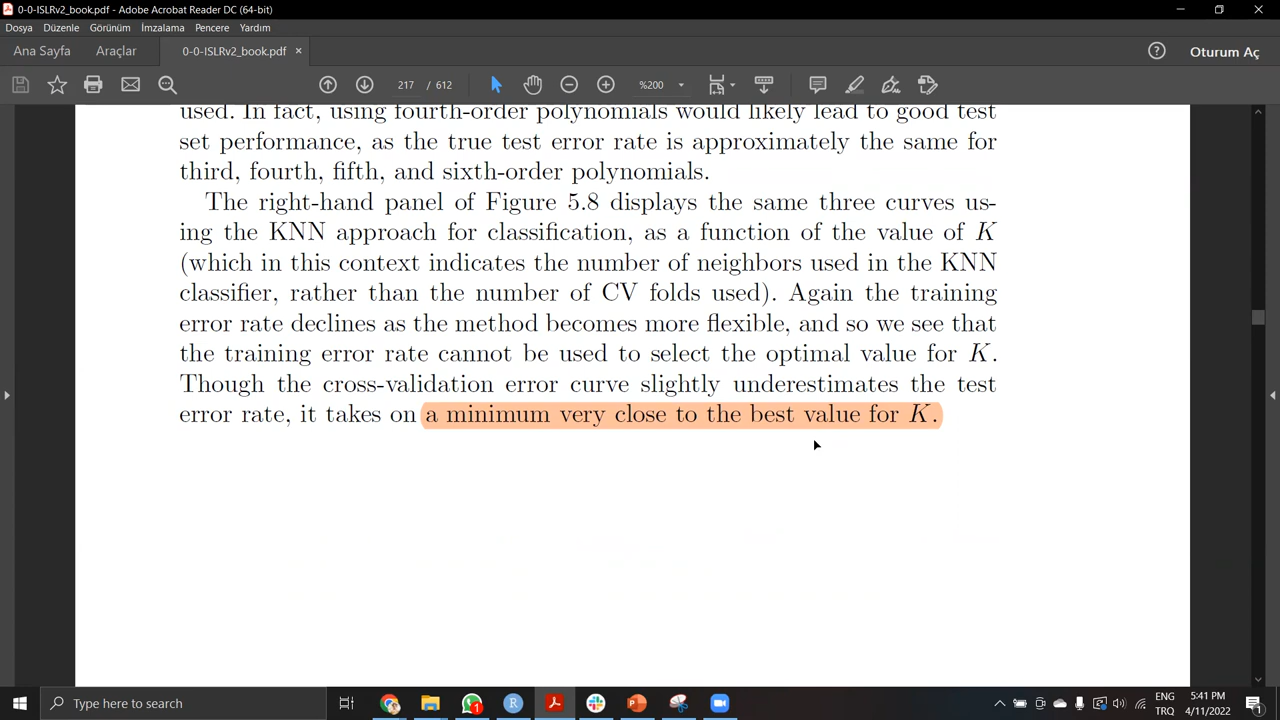 0-0-ISLRv2_book.pdf - Adobe Acrobat Reader DC (64-bit)
Dosya Düzenle Görünüm İmzalama Pencere Yardım
Ana Sayfa Araçlar 0-0-ISLRv2_book.pdf × Oturum Aç
217 / 612 %200
used. In fact, using fourth-order polynomials would likely lead to good test
set performance, as the true test error rate is approximately the same for
third, fourth, fifth, and sixth-order polynomials.
The right-hand panel of Figure 5.8 displays the same three curves us-
ing the KNN approach for classification, as a function of the value of K
(which in this context indicates the number of neighbors used in the KNN
classifier, rather than the number of CV folds used). Again the training
error rate declines as the method becomes more flexible, and so we see that
the training error rate cannot be used to select the optimal value for K.
Though the cross-validation error curve slightly underestimates the test
error rate, it takes on a minimum very close to the best value for K.
Type here to search
ENG 5:41 PM
TRQ 4/11/2022